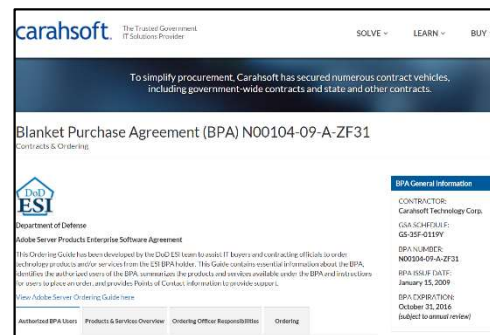 carahsoft.
The Trusted Government
IT Solutions Provider
SOLVE
LEARN
BUY
To simplify procurement, Carahsoft has secured numerous contract vehicles,
including government-wide contracts and state and other contracts.
Blanket Purchase Agreement (BPA) N00104-09-A-ZF31
Contracts & Ordering
DoD
ESI
Department of Defense
Adobe Server Products Enterprise Software Agreement
This Ordering Guide has been developed by the DoD ESI team to assist IT buyers and contracting officials to order
technology products and/or services from the ESI BPA holder. This Guide contains essential information about the BPA,
identifies the authorized users of the BPA, summarizes the products and services available under the BPA and instructions
for users to place an order, and provides Points of Contact information to provide support.
View Adobe Server Ordering Guide here
Authorized BPA Users
Products & Services Overview
Ordering Officer Responsibilities
Ordering
BPA General Information
CONTRACTOR:
Carahsoft Technology Corp.
GSA SCHEDULE:
GS-35F-0119Y
BPA NUMBER:
N00104-09-A-ZF31
BPA ISSUE DATE:
January 15, 2009
BPA EXPIRATION:
October 31, 2016
(subject to annual review)